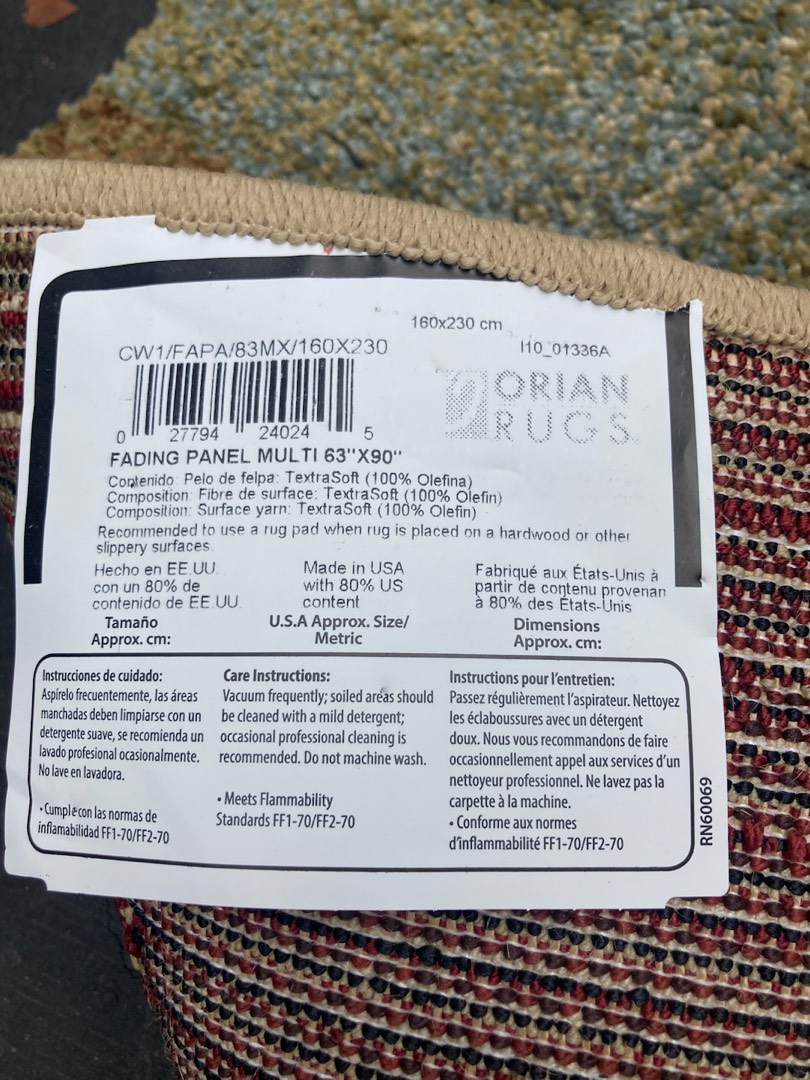 160x230 cm
CW1/FAPA/83MX/160X230
I10_01336A
0 27794 24024 5
ORIAN
RUGS
FADING PANEL MULTI 63"X90"
Contenido: Pelo de felpa: TextraSoft (100% Olefina)
Composition: Fibre de surface: TextraSoft (100% Olefin)
Composition: Surface yarn: TextraSoft (100% Olefin)
Recommended to use a rug pad when rug is placed on a hardwood or other
slippery surfaces.
Hecho en EE.UU.
con un 80% de
contenido de EE.UU.
Tamaño
Approx. cm:
Made in USA
with 80% US
content
U.S.A Approx. Size/
Metric
Fabriqué aux États-Unis à
partir de contenu provenan
à 80% des États-Unis
Dimensions
Approx. cm:
Instrucciones de cuidado:
Aspírelo frecuentemente, las áreas
manchadas deben limpiarse con un
detergente suave, se recomienda un
lavado profesional ocasionalmente.
No lave en lavadora.
• Cumple con las normas de
inflamabilidad FF1-70/FF2-70
Care Instructions:
Vacuum frequently; soiled areas should
be cleaned with a mild detergent;
occasional professional cleaning is
recommended. Do not machine wash.
• Meets Flammability
Standards FF1-70/FF2-70
Instructions pour l'entretien:
Passez régulièrement l'aspirateur. Nettoyez
les éclaboussures avec un détergent
doux. Nous vous recommandons de faire
occasionnellement appel aux services d'un
nettoyeur professionnel. Ne lavez pas la
carpette à la machine.
• Conforme aux normes
d'inflammabilité FF1-70/FF2-70
RN60069